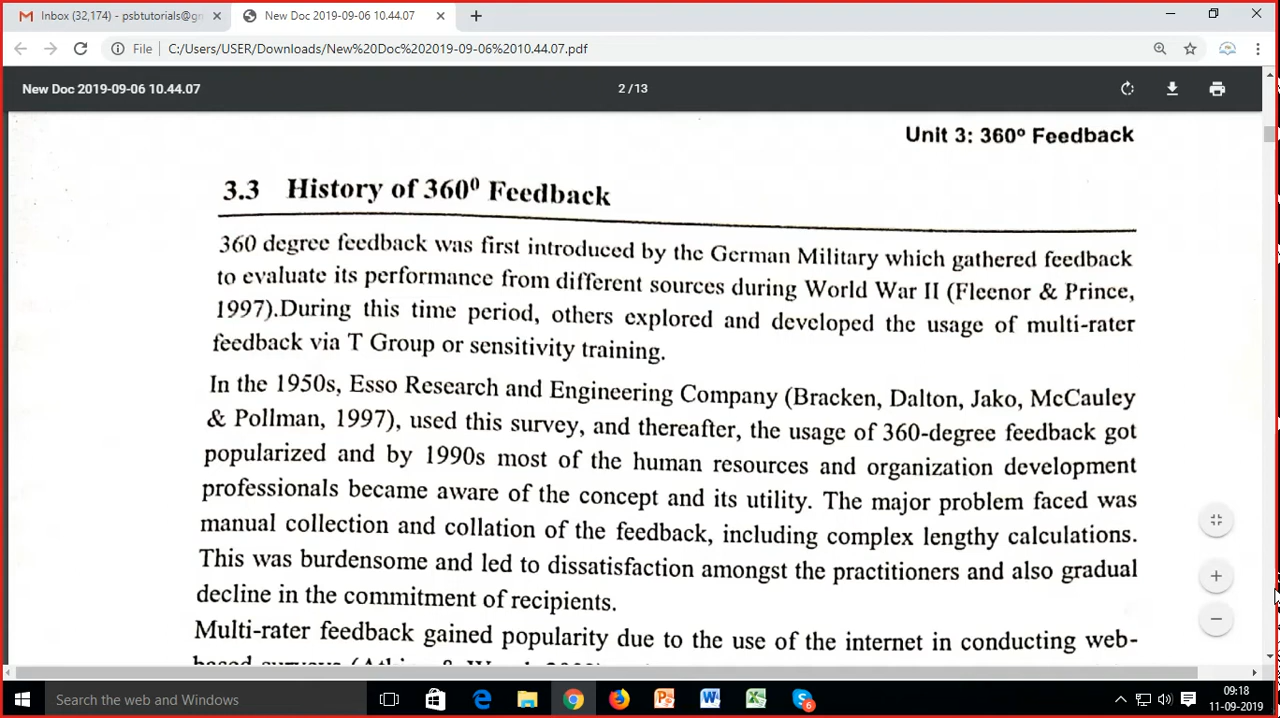 Inbox (32,174) - psbtutorials@gm
New Doc 2019-09-06 10.44.07
File
C:/Users/USER/Downloads/New%20Doc%202019-09-06%2010.44.07.pdf
New Doc 2019-09-06 10.44.07
2 / 13
Unit 3: 360º Feedback
3.3 History of 360⁰ Feedback
360 degree feedback was first introduced by the German Military which gathered feedback
to evaluate its performance from different sources during World War II (Fleenor & Prince,
1997).During this time period, others explored and developed the usage of multi-rater
feedback via T Group or sensitivity training.
In the 1950s, Esso Research and Engineering Company (Bracken, Dalton, Jako, McCauley
& Pollman, 1997), used this survey, and thereafter, the usage of 360-degree feedback got
popularized and by 1990s most of the human resources and organization development
professionals became aware of the concept and its utility. The major problem faced was
manual collection and collation of the feedback, including complex lengthy calculations.
This was burdensome and led to dissatisfaction amongst the practitioners and also gradual
decline in the commitment of recipients.
Multi-rater feedback gained popularity due to the use of the internet in conducting web-
Search the web and Windows
6
09:18
11-09-2019